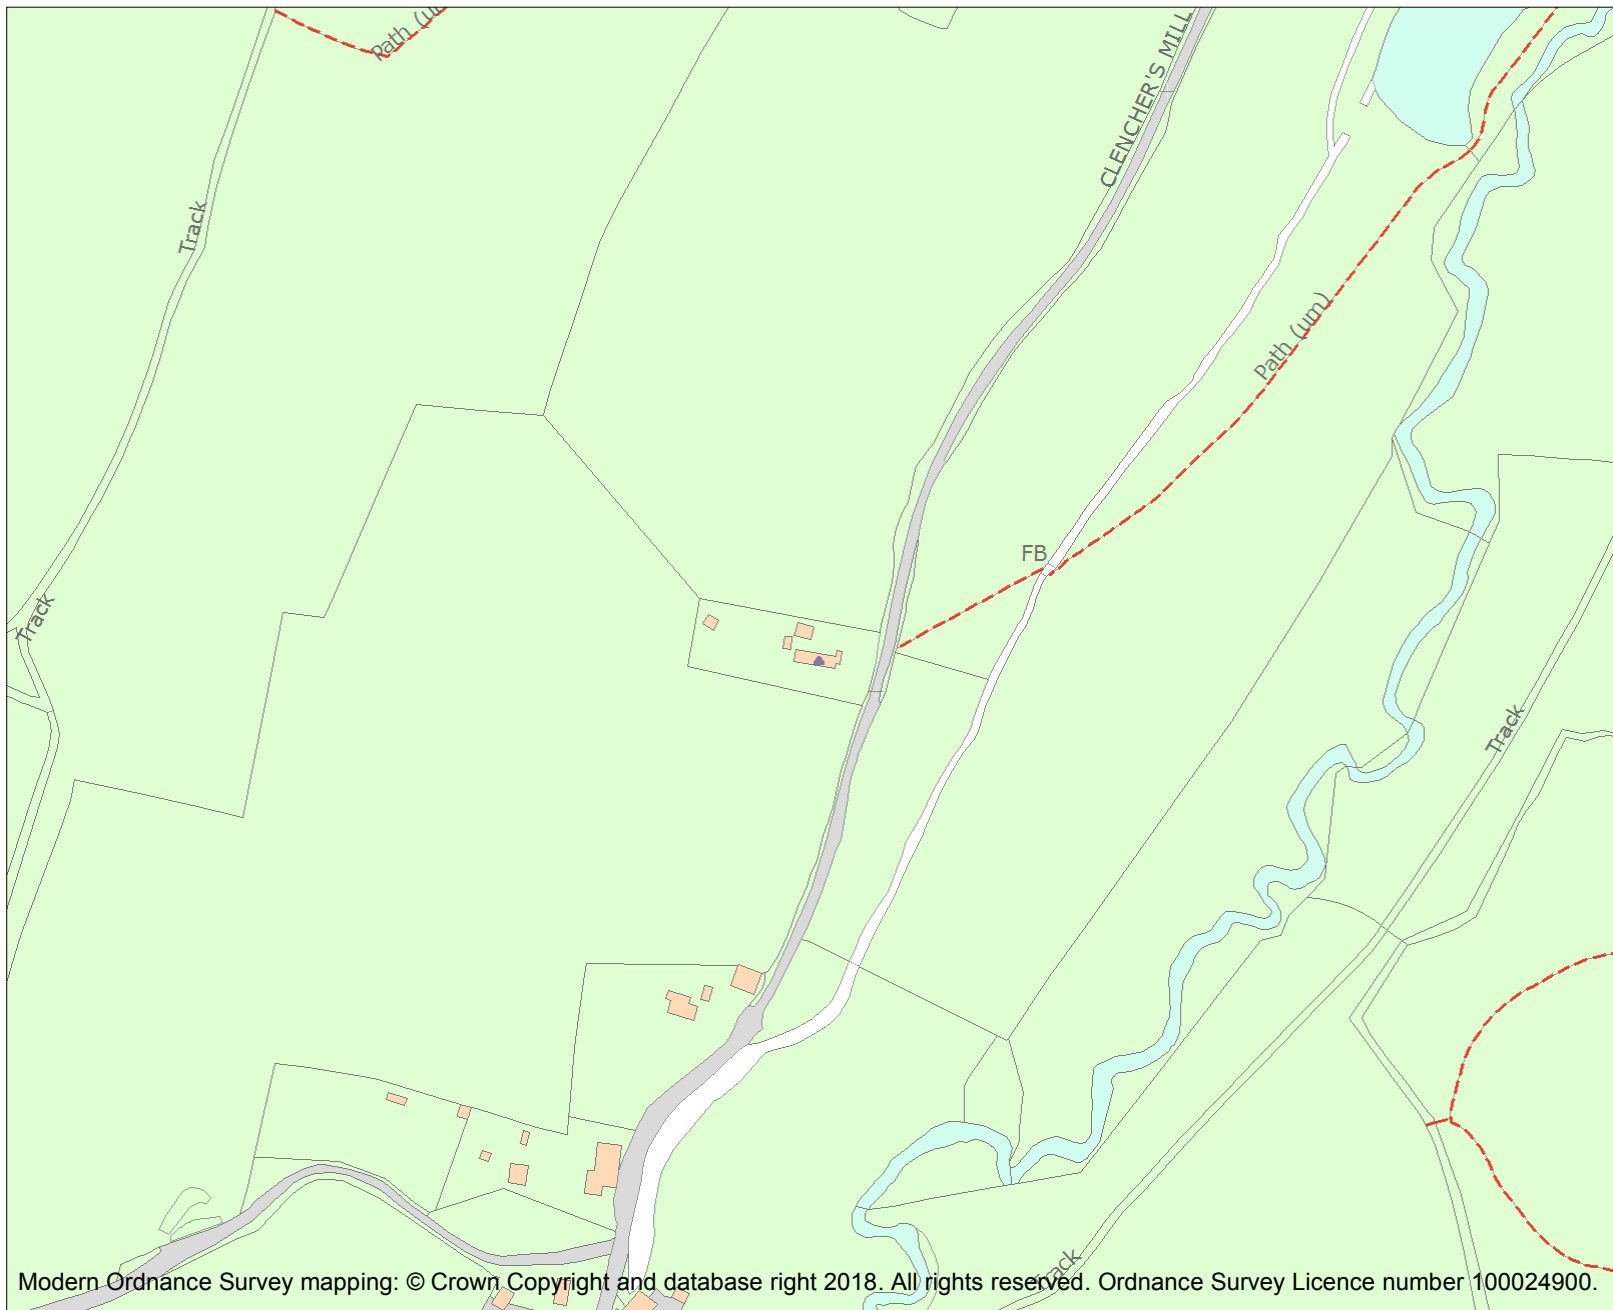 Path (u
CLENCHER'S MILL
Track
Path (um)
FB
Track
Track
Track
Modern Ordnance Survey mapping: © Crown Copyright and database right 2018. All rights reserved. Ordnance Survey Licence number 100024900.